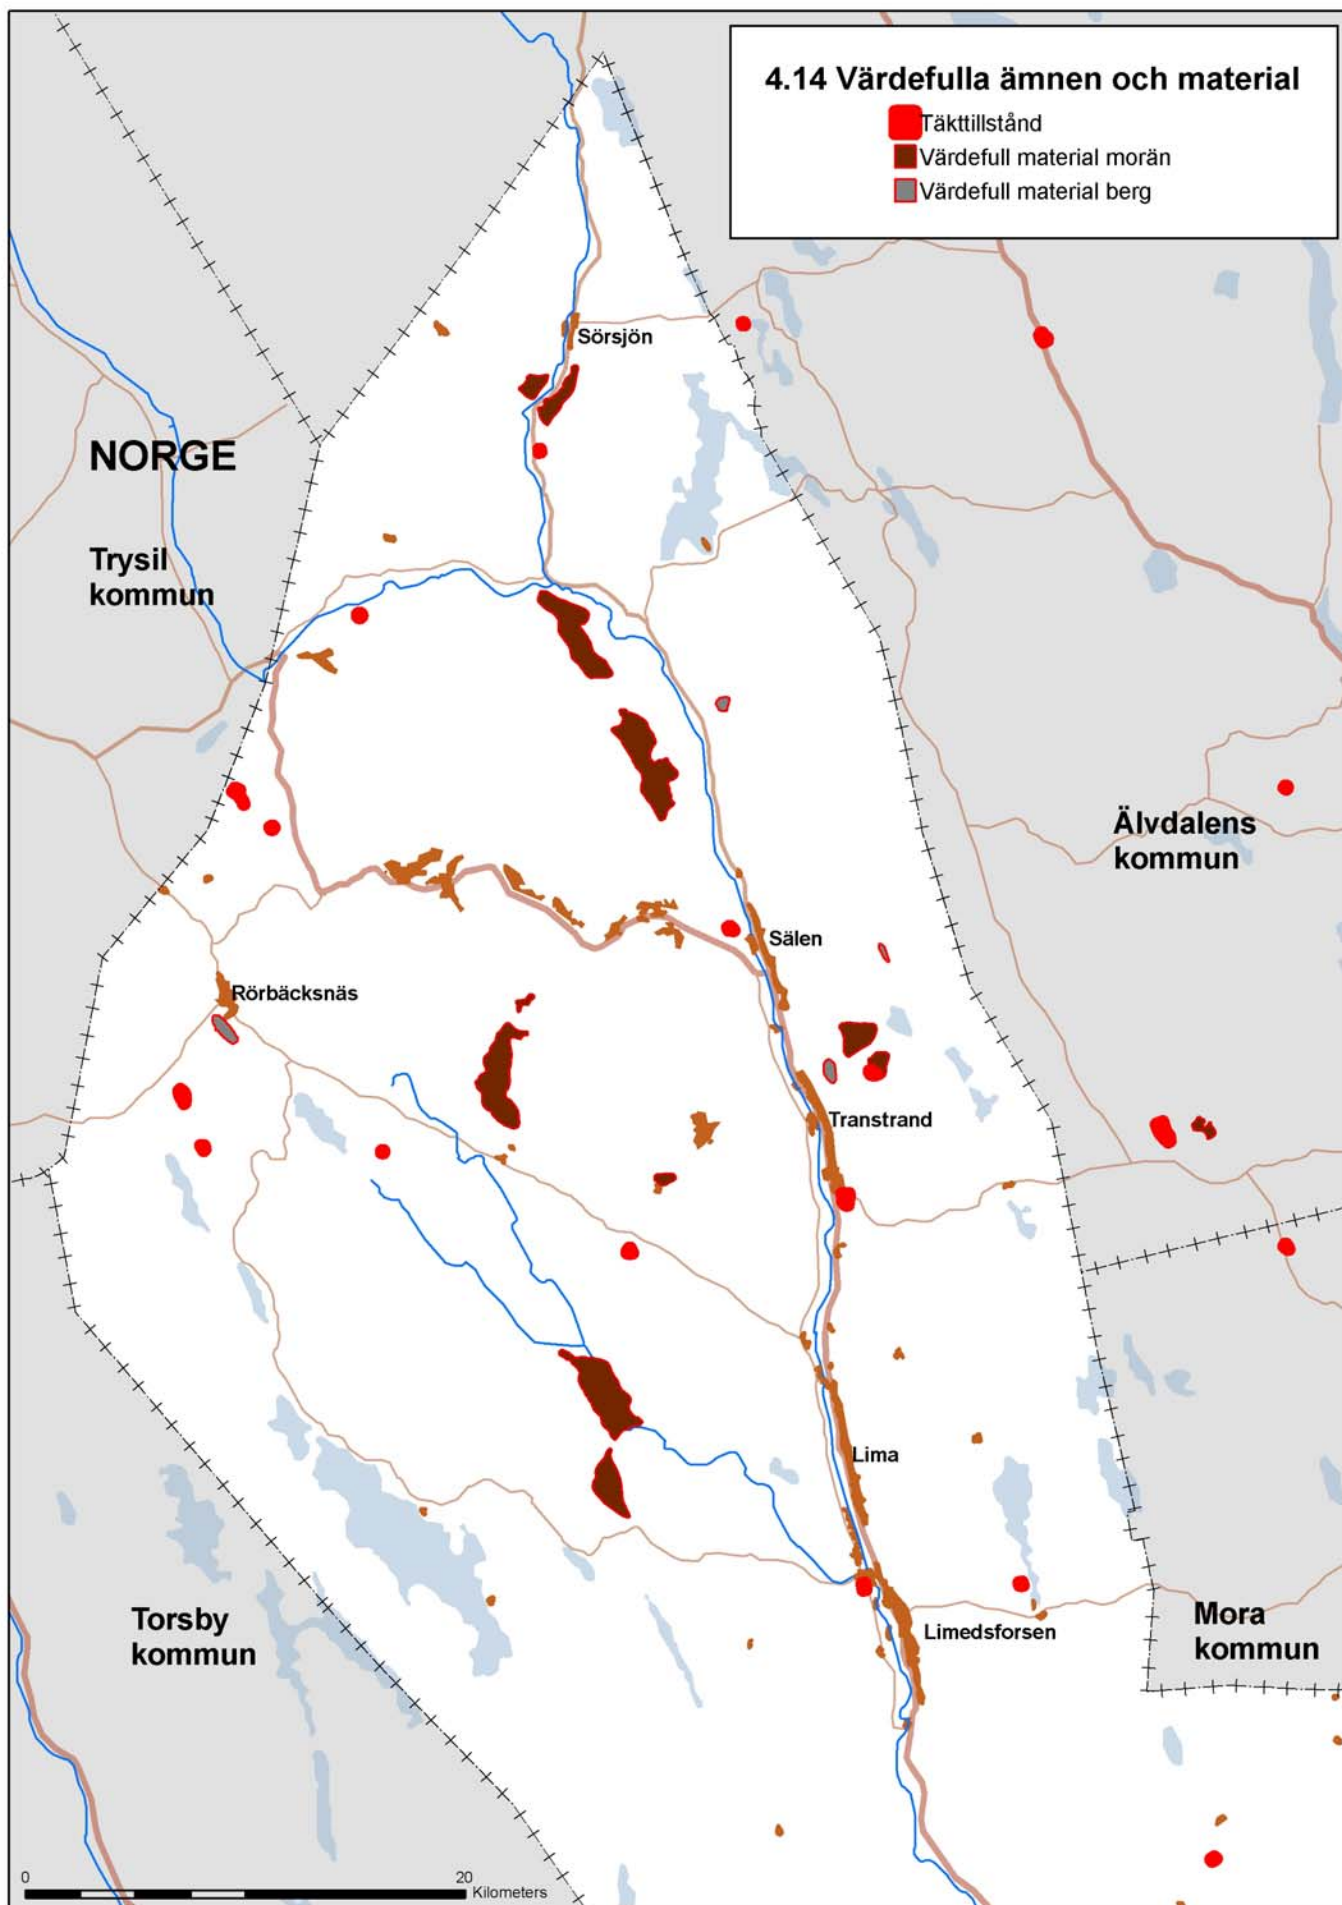 4.14 Värdefulla ämnen och material
Täkttillstånd
Värdefull material morän
Värdefull material berg
Sörsjön
NORGE
Trysil
kommun
Älvdalens
kommun
Sälen
Rörbäcksnäs
Transtrand
Lima
Torsby
kommun
Limedsforsen
Mora
kommun
0 20
Kilometers